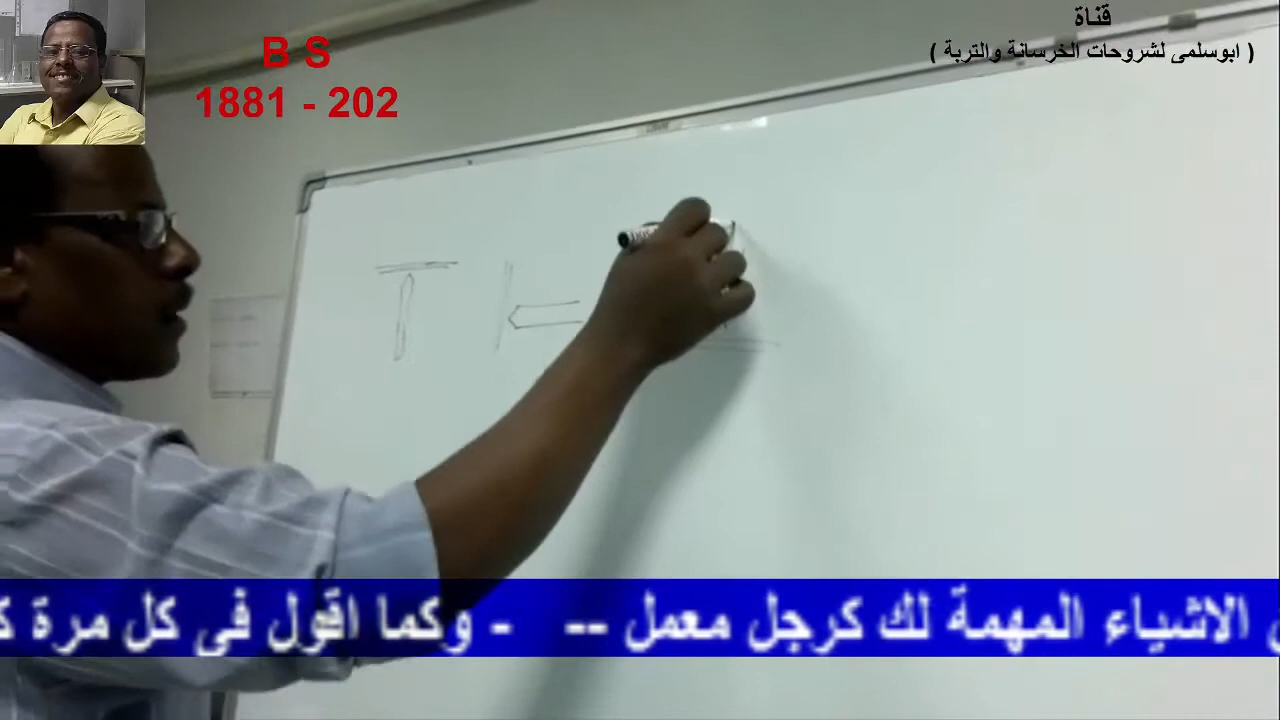 قناة
( ابوسلمى لشروحات الخرسانة والتربة )
B S
1881 - 202
الاشياء المهمة لك كرجل معمل -- - وكما اقول فى كل مرة